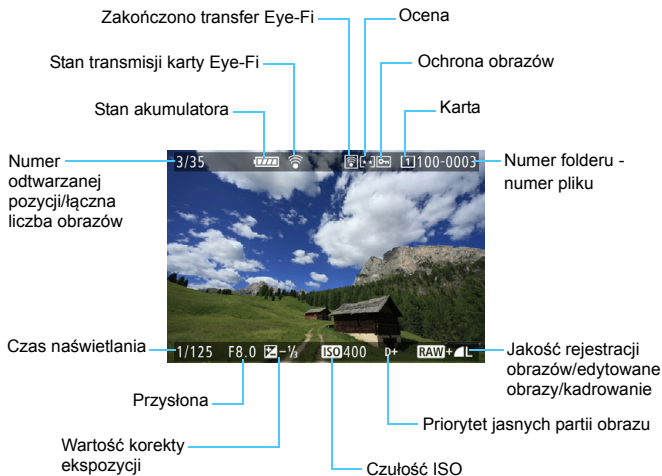 Zakończono transfer Eye-Fi
Ocena
Stan transmisji karty Eye-Fi
Ochrona obrazów
Stan akumulatora
Karta
Numer
odtwarzanej
pozycji/łączna
liczba obrazów
3/35
1 100-0003
Numer folderu -
numer pliku
Czas naświetlania
1/125 F8.0 -⅓ ISO 400 D+ RAW+L
Jakość rejestracji
obrazów/edytowane
obrazy/kadrowanie
Przysłona
Priorytet jasnych partii obrazu
Wartość korekty
ekspozycji
Czułość ISO